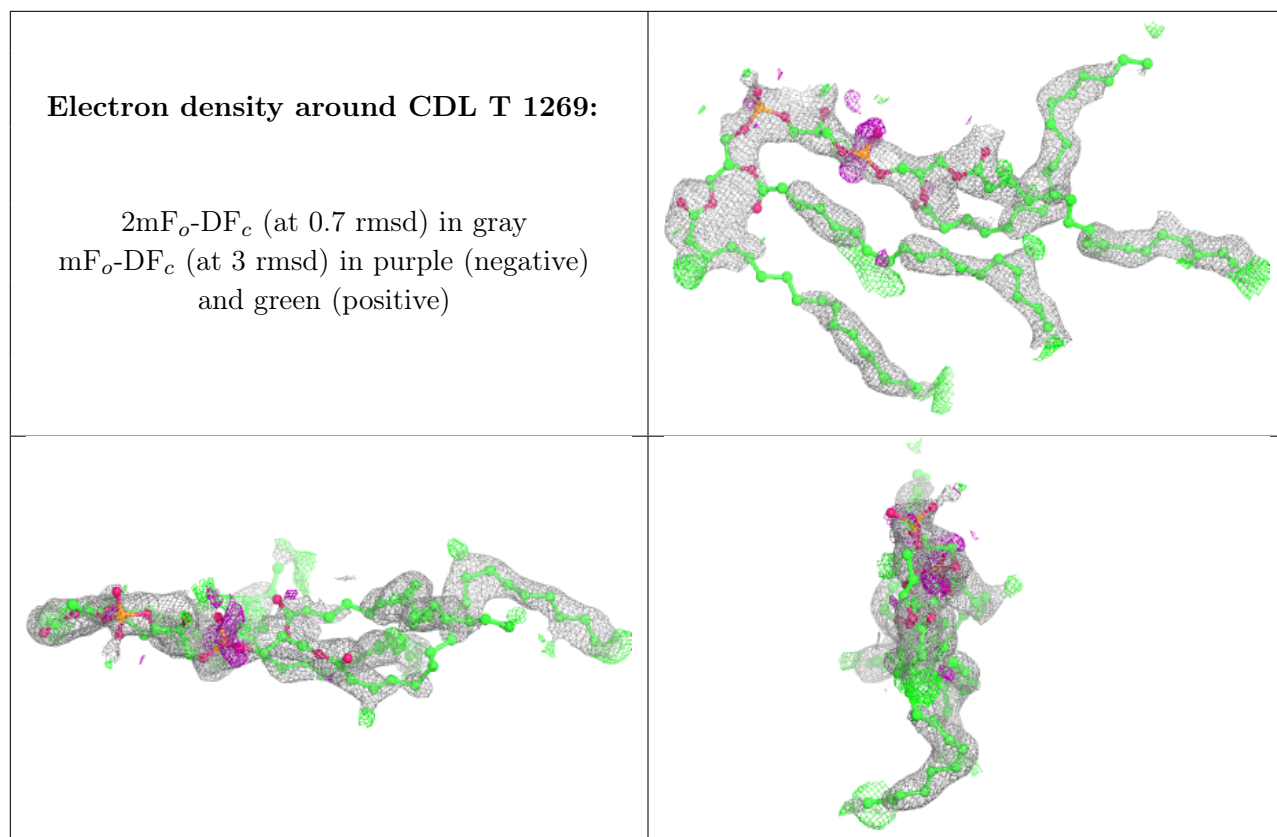 Electron density around CDL T 1269:
2mFo-DFc (at 0.7 rmsd) in gray
mFo-DFc (at 3 rmsd) in purple (negative)
and green (positive)